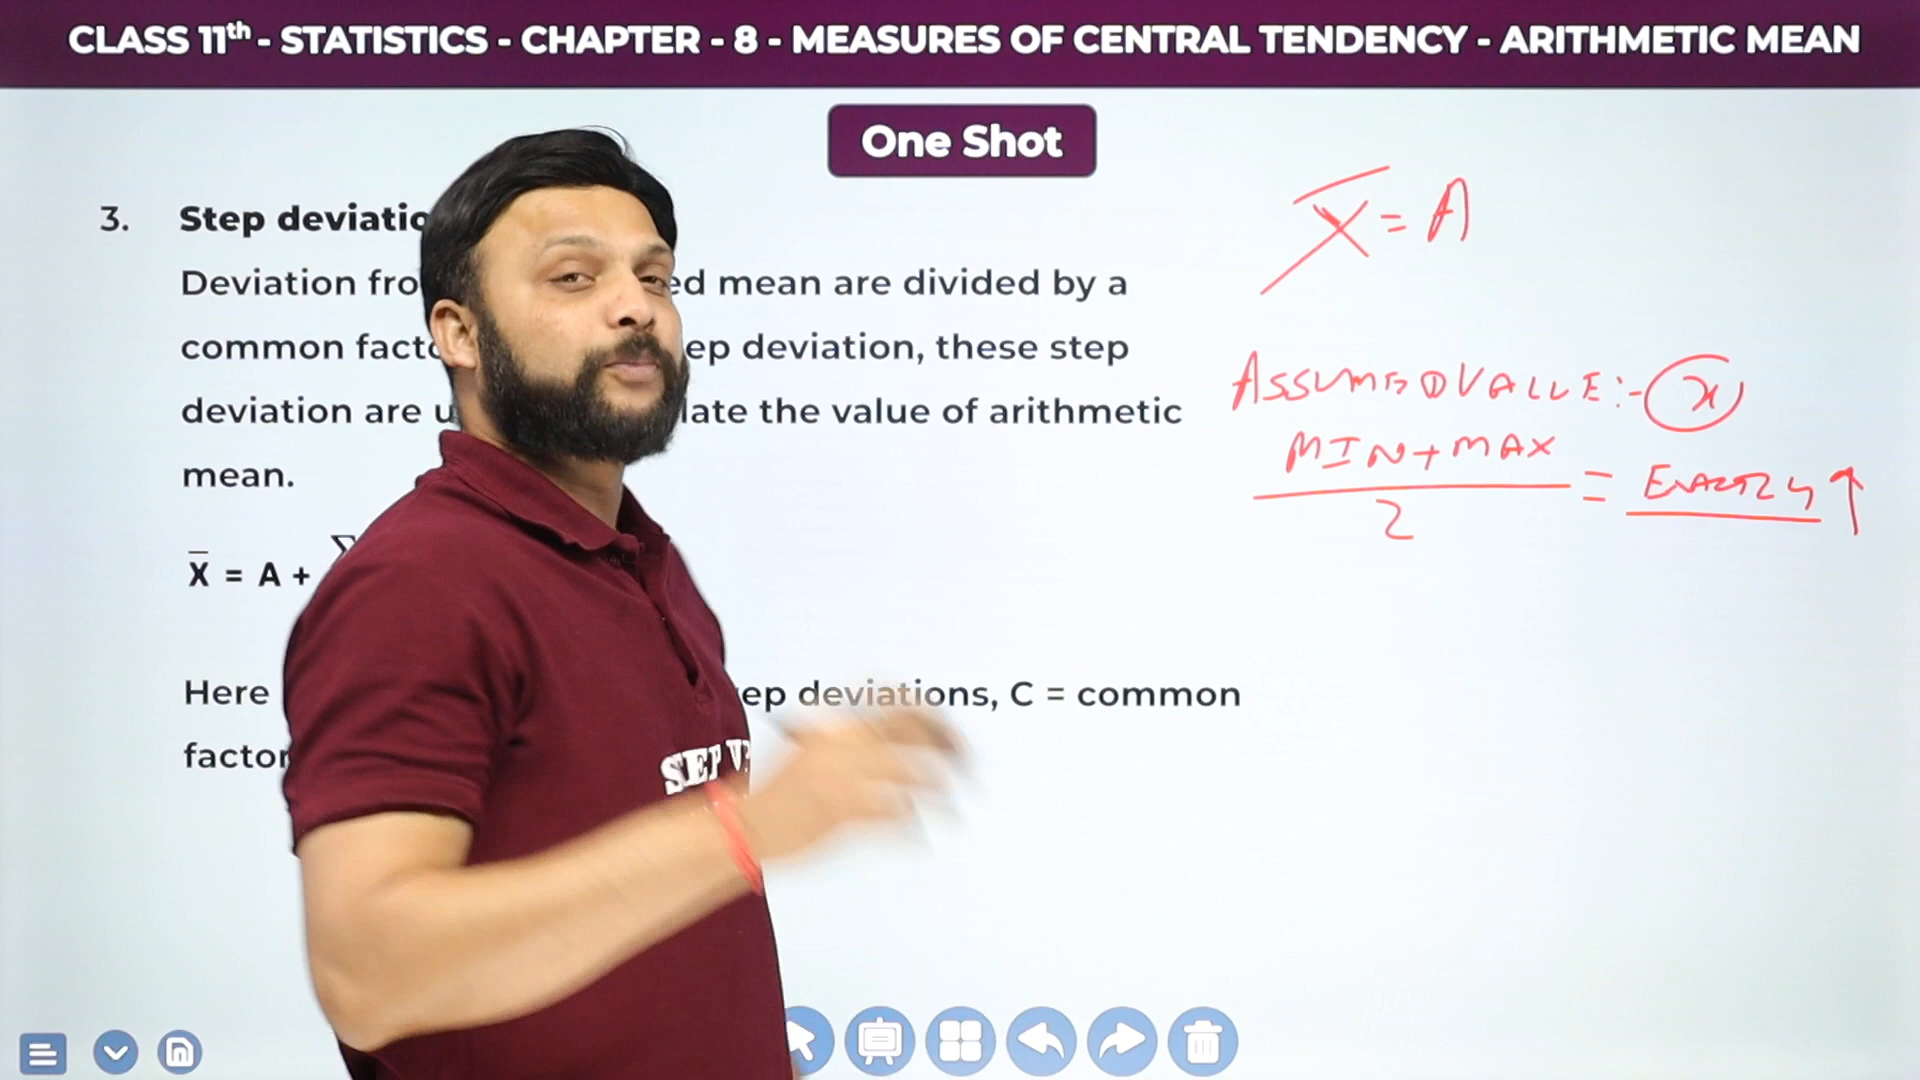 CLASS 11th - STATISTICS - CHAPTER - 8 - MEASURES OF CENTRAL TENDENCY - ARITHMETIC MEAN
One Shot
3. Step deviatio
Deviation fro ed mean are divided by a
common facto ep deviation, these step
deviation are u late the value of arithmetic
mean.
X̅ = A + Σ
Here ep deviations, C = common
factor
STEP U
X̅ = A
ASSUMED VALUE :- x
MIN + MAX
2
=
↑